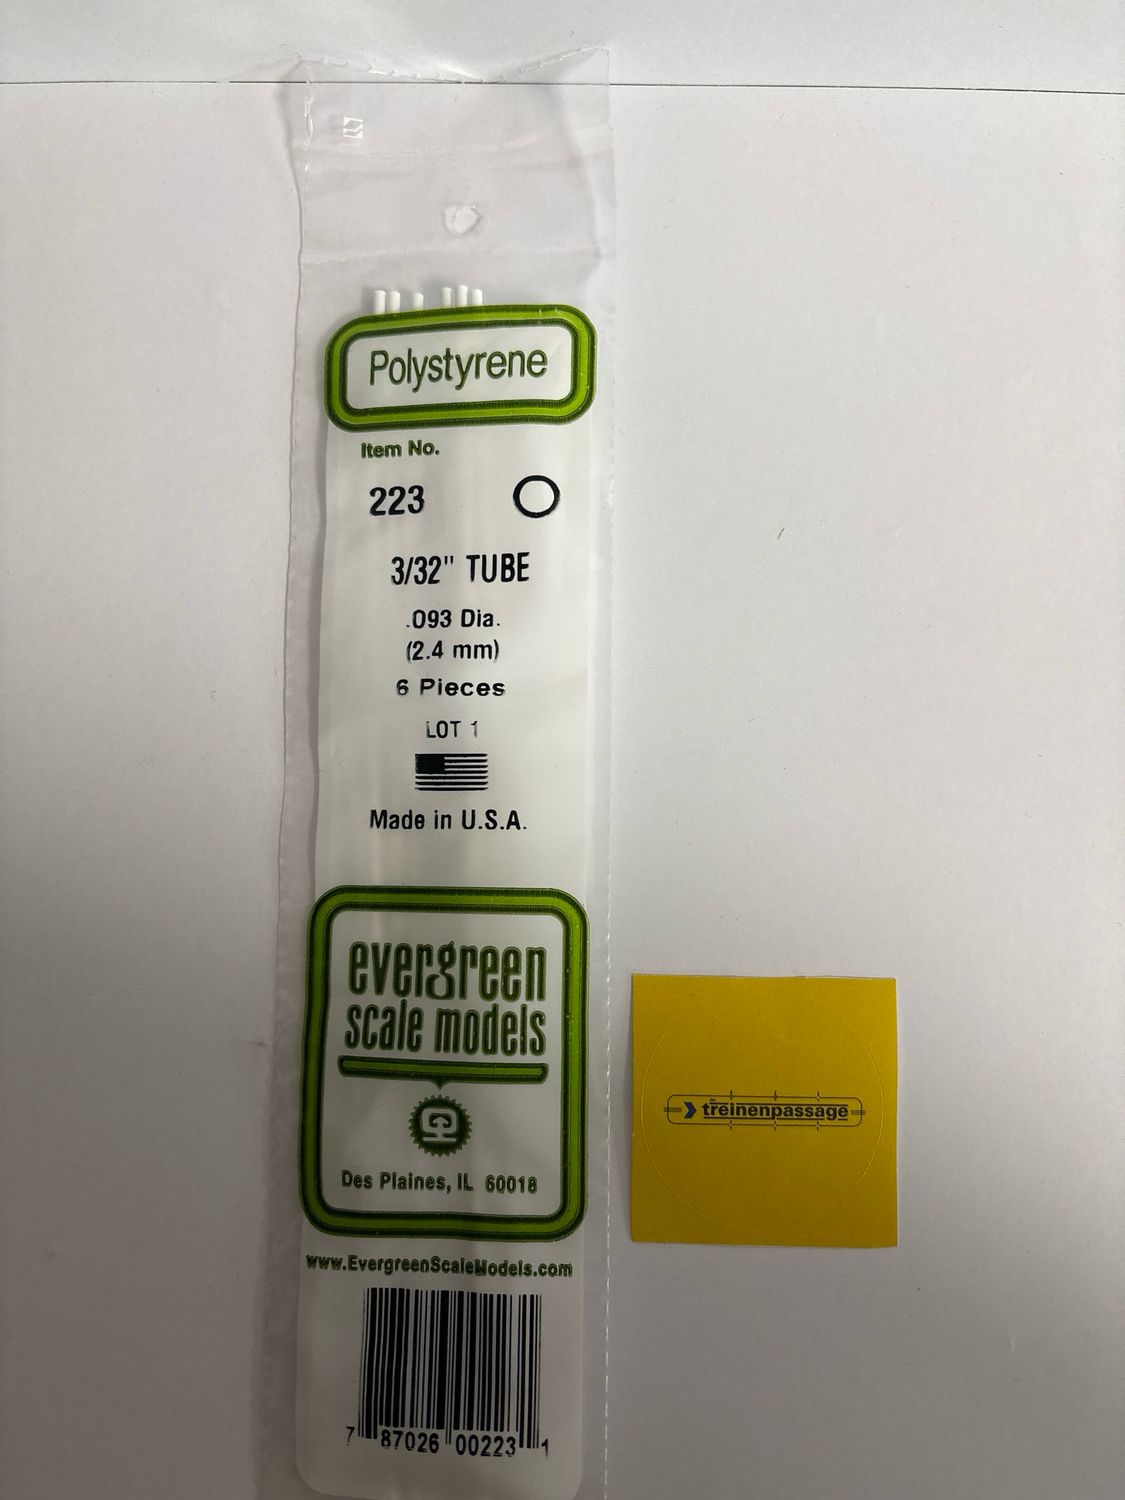 Polystyrene
Item No.
223
3/32" TUBE
.093 Dia.
(2.4 mm)
6 Pieces
LOT 1
Made in U.S.A.
evergreen
scale models
Des Plaines, IL 60018
www.EvergreenScaleModels.com
7 87026 00223 1
treinenpassage